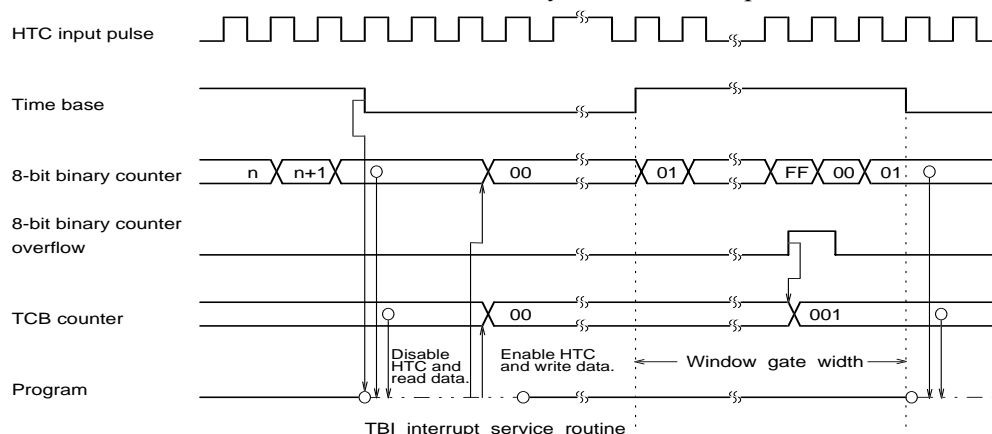 HTC input pulse
Time base
8-bit binary counter
n n+1 00 01 FF 00 01
8-bit binary counter
overflow
TCB counter
00 001
Disable
HTC and
read data.
Enable HTC
and write data.
Window gate width
Program
TBI interrupt service routine